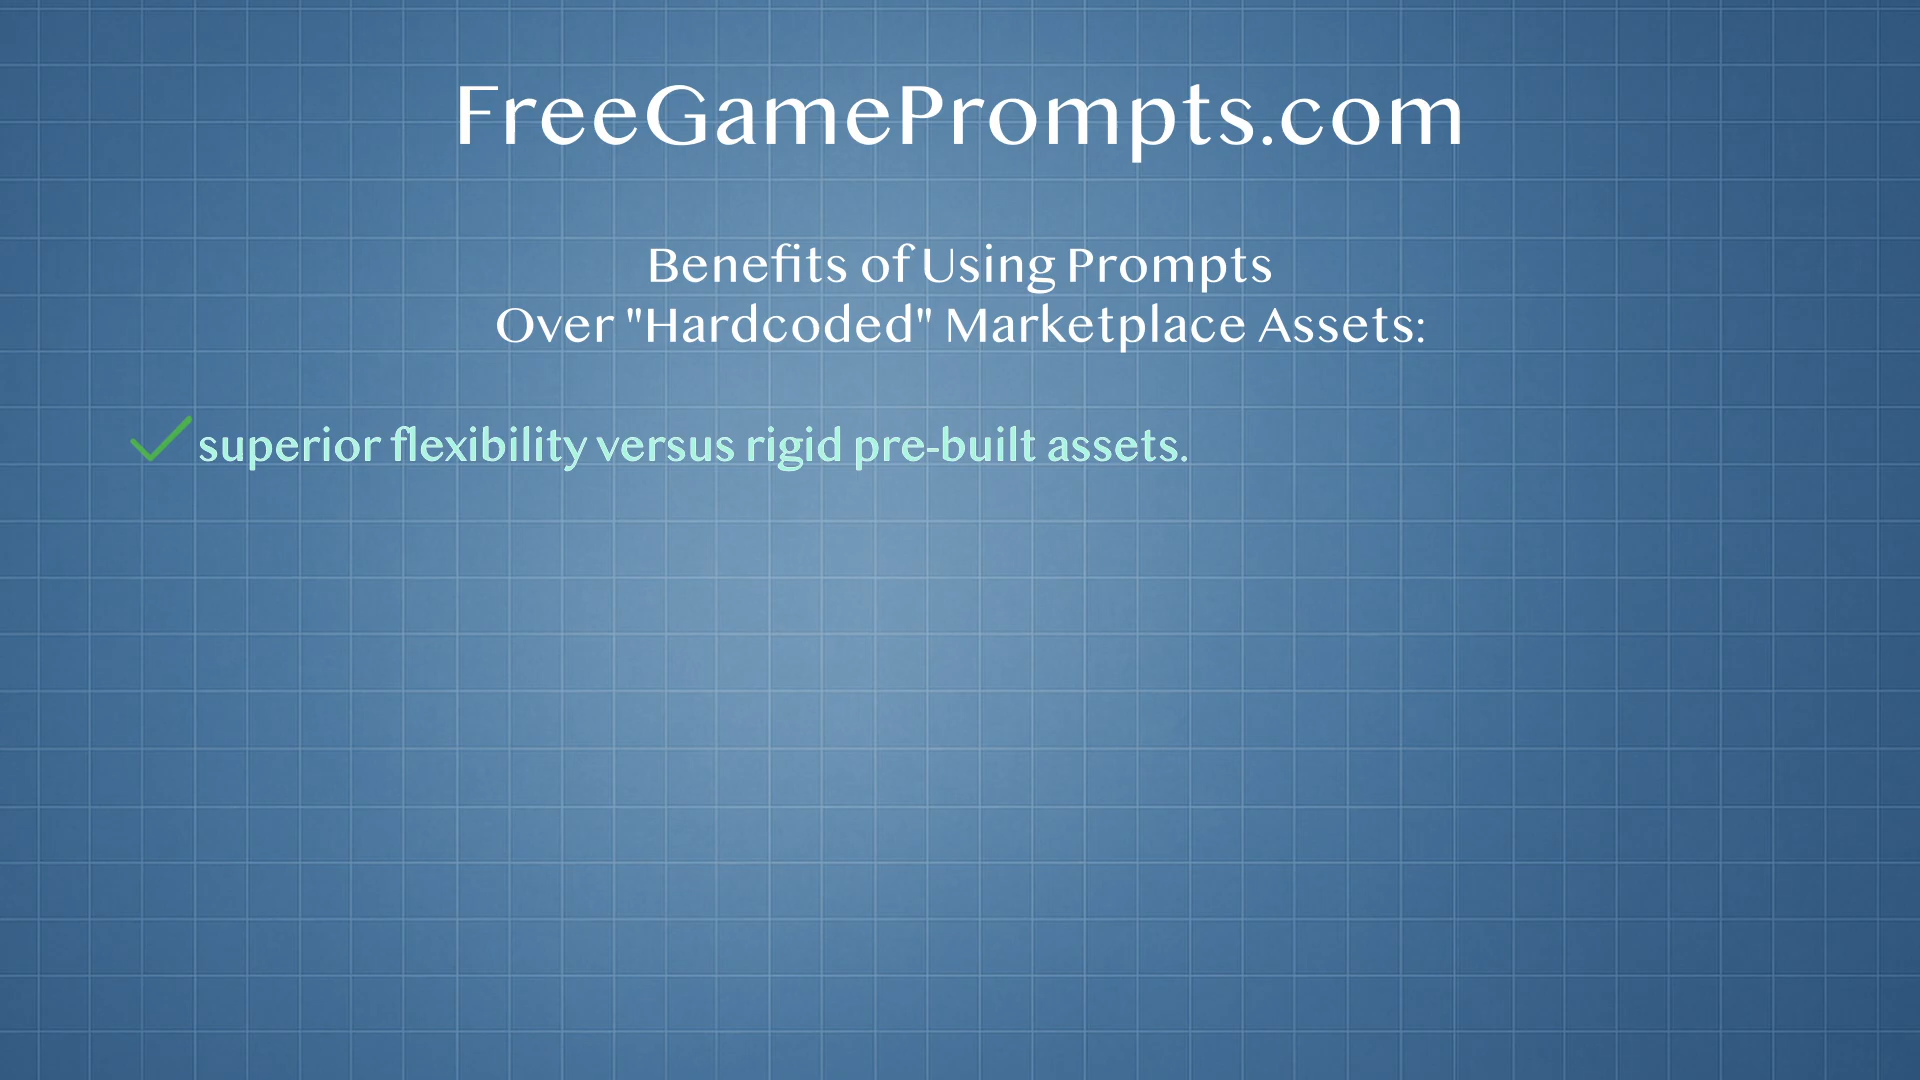 FreeGamePrompts.com
Benefits of Using Prompts
Over "Hardcoded" Marketplace Assets:
superior flexibility versus rigid pre-built assets.